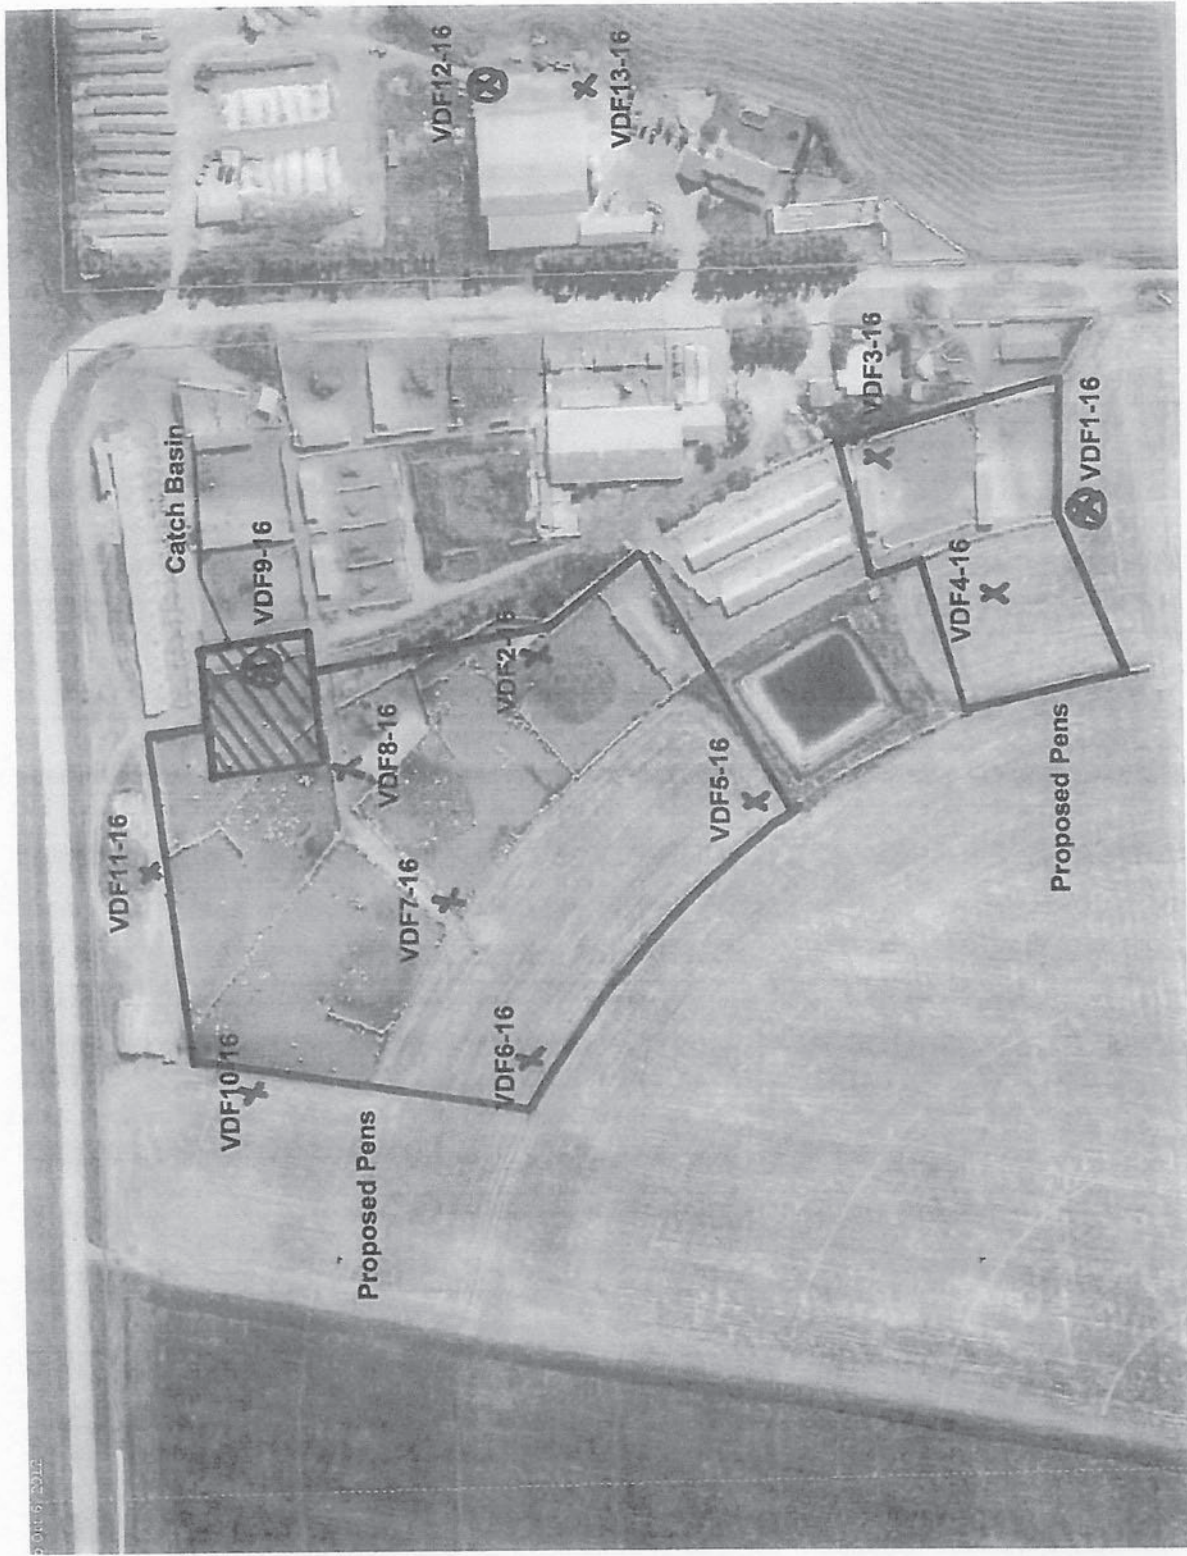 VDF11-16
Catch Basin
VDF10-16
VDF9-16
Proposed Pens
VDF8-16
VDF7-16
VDF12-16
VDF6-16
VDF2-16
VDF13-16
VDF5-16
VDF3-16
VDF4-16
Proposed Pens
VDF1-16